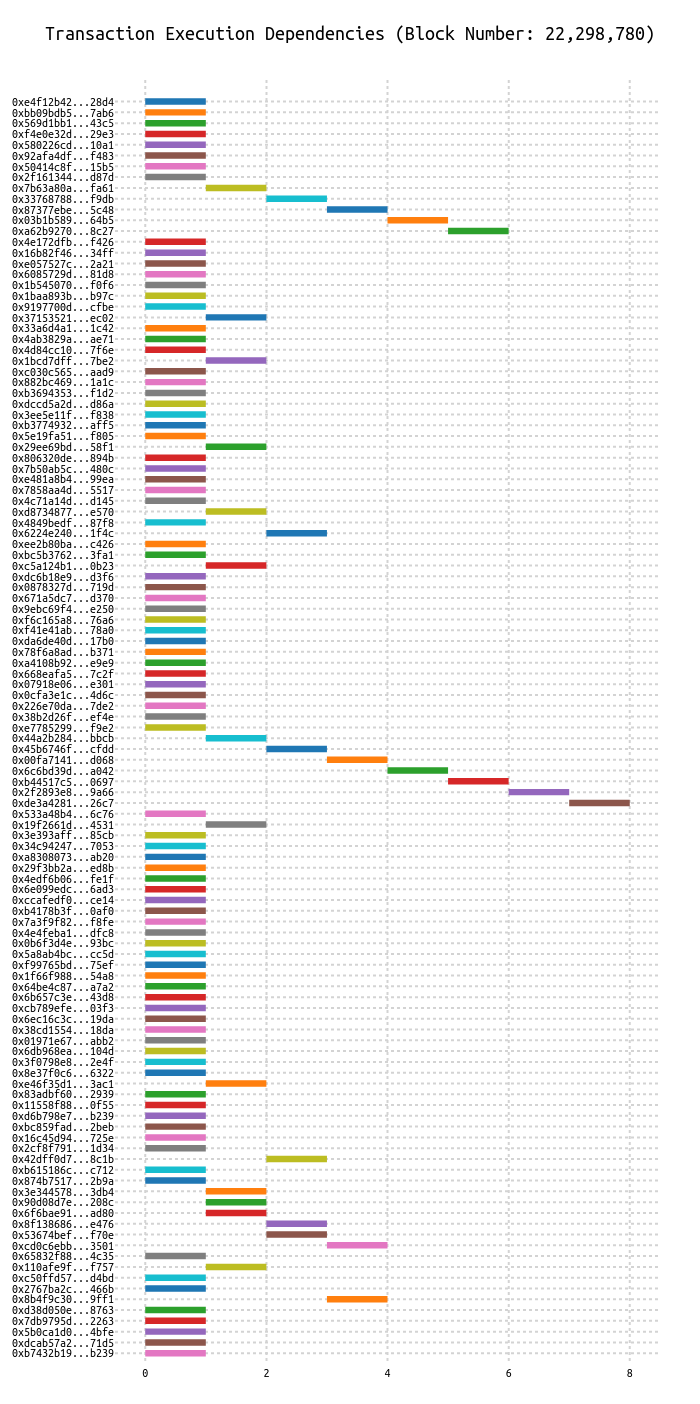 Transaction Execution Dependencies (Block Number: 22,298,780)
0xe4f12b42...28d4
0xbb09bdb5...7ab6
0x569d1bb1...43c5
0xf4e0e32d...29e3
0x580226cd...10a1
0x92afa4df...f483
0x50414c8f...15b5
0x2f161344...d87d
0x7b63a80a...fa61
0x33768788...f9db
0x87377ebe...5c48
0x03b1b589...64b5
0xa62b9270...8c27
0x4e172dfb...f426
0x16b82f46...34ff
0xe057527c...2a21
0x6085729d...81d8
0x1b545070...f0f6
0x1baa893b...b97c
0x9197700d...cfbe
0x37153521...ec02
0x33a6d4a1...1c42
0x4ab3829a...ae71
0x4d84cc10...7f6e
0x1bcd7dff...7be2
0xc030c565...aad9
0x882bc469...1a1c
0xb3694353...f1d2
0xdccd5a2d...d86a
0x3ee5e11f...f838
0xb3774932...aff5
0x5e19fa51...f805
0x29ee69bd...58f1
0x806320de...894b
0x7b50ab5c...480c
0xe481a8b4...99ea
0x7858aa4d...5517
0x4c71a14d...d145
0xd8734877...e570
0x4849bedf...87f8
0x6224e240...1f4c
0xee2b80ba...c426
0xbc5b3762...3fa1
0xc5a124b1...0b23
0xdc6b18e9...d3f6
0x0878327d...719d
0x671a5dc7...d370
0x9ebc69f4...e250
0xf6c165a8...76a6
0xf41e41ab...78a0
0xda6de40d...17b0
0x78f6a8ad...b371
0xa4108b92...e9e9
0x668eafa5...7c2f
0x07918e06...e301
0x0cfa3e1c...4d6c
0x226e70da...7de2
0x38b2d26f...ef4e
0xe7785299...f9e2
0x44a2b284...bbcb
0x45b6746f...cfdd
0x00fa7141...d068
0x6c6bd39d...a042
0xb44517c5...0697
0x2f2893e8...9a66
0xde3a4281...26c7
0x533a48b4...6c76
0x19f2661d...4531
0x3e393aff...85cb
0x34c94247...7053
0xa8308073...ab20
0x29f3bb2a...ed8b
0x4edf6b06...fe1f
0x6e099edc...6ad3
0xccafedf0...ce14
0xb4178b3f...0af0
0x7a3f9f82...f8fe
0x4e4feba1...dfc8
0x0b6f3d4e...93bc
0x5a8ab4bc...cc5d
0xf99765bd...75ef
0x1f66f988...54a8
0x64be4c87...a7a2
0x6b657c3e...43d8
0xcb789efe...03f3
0x6ec16c3c...19da
0x38cd1554...18da
0x01971e67...abb2
0x6db968ea...104d
0x3f0798e8...2e4f
0x8e37f0c6...6322
0xe46f35d1...3ac1
0x83adbf60...2939
0x11558f88...0f55
0xd6b798e7...b239
0xbc859fad...2beb
0x16c45d94...725e
0x2cf8f791...1d34
0x42dff0d7...8c1b
0xb615186c...c712
0x874b7517...2b9a
0x3e344578...3db4
0x90d08d7e...208c
0x6f6bae91...ad80
0x8f138686...e476
0x53674bef...f70e
0xcd0c6ebb...3501
0x65832f88...4c35
0x110afe9f...f757
0xc50ffd57...d4bd
0x2767ba2c...466b
0x8b4f9c30...9ff1
0xd38d050e...8763
0x7db9795d...2263
0x5b0ca1d0...4bfe
0xdcab57a2...71d5
0xb7432b19...b239
0 2 4 6 8